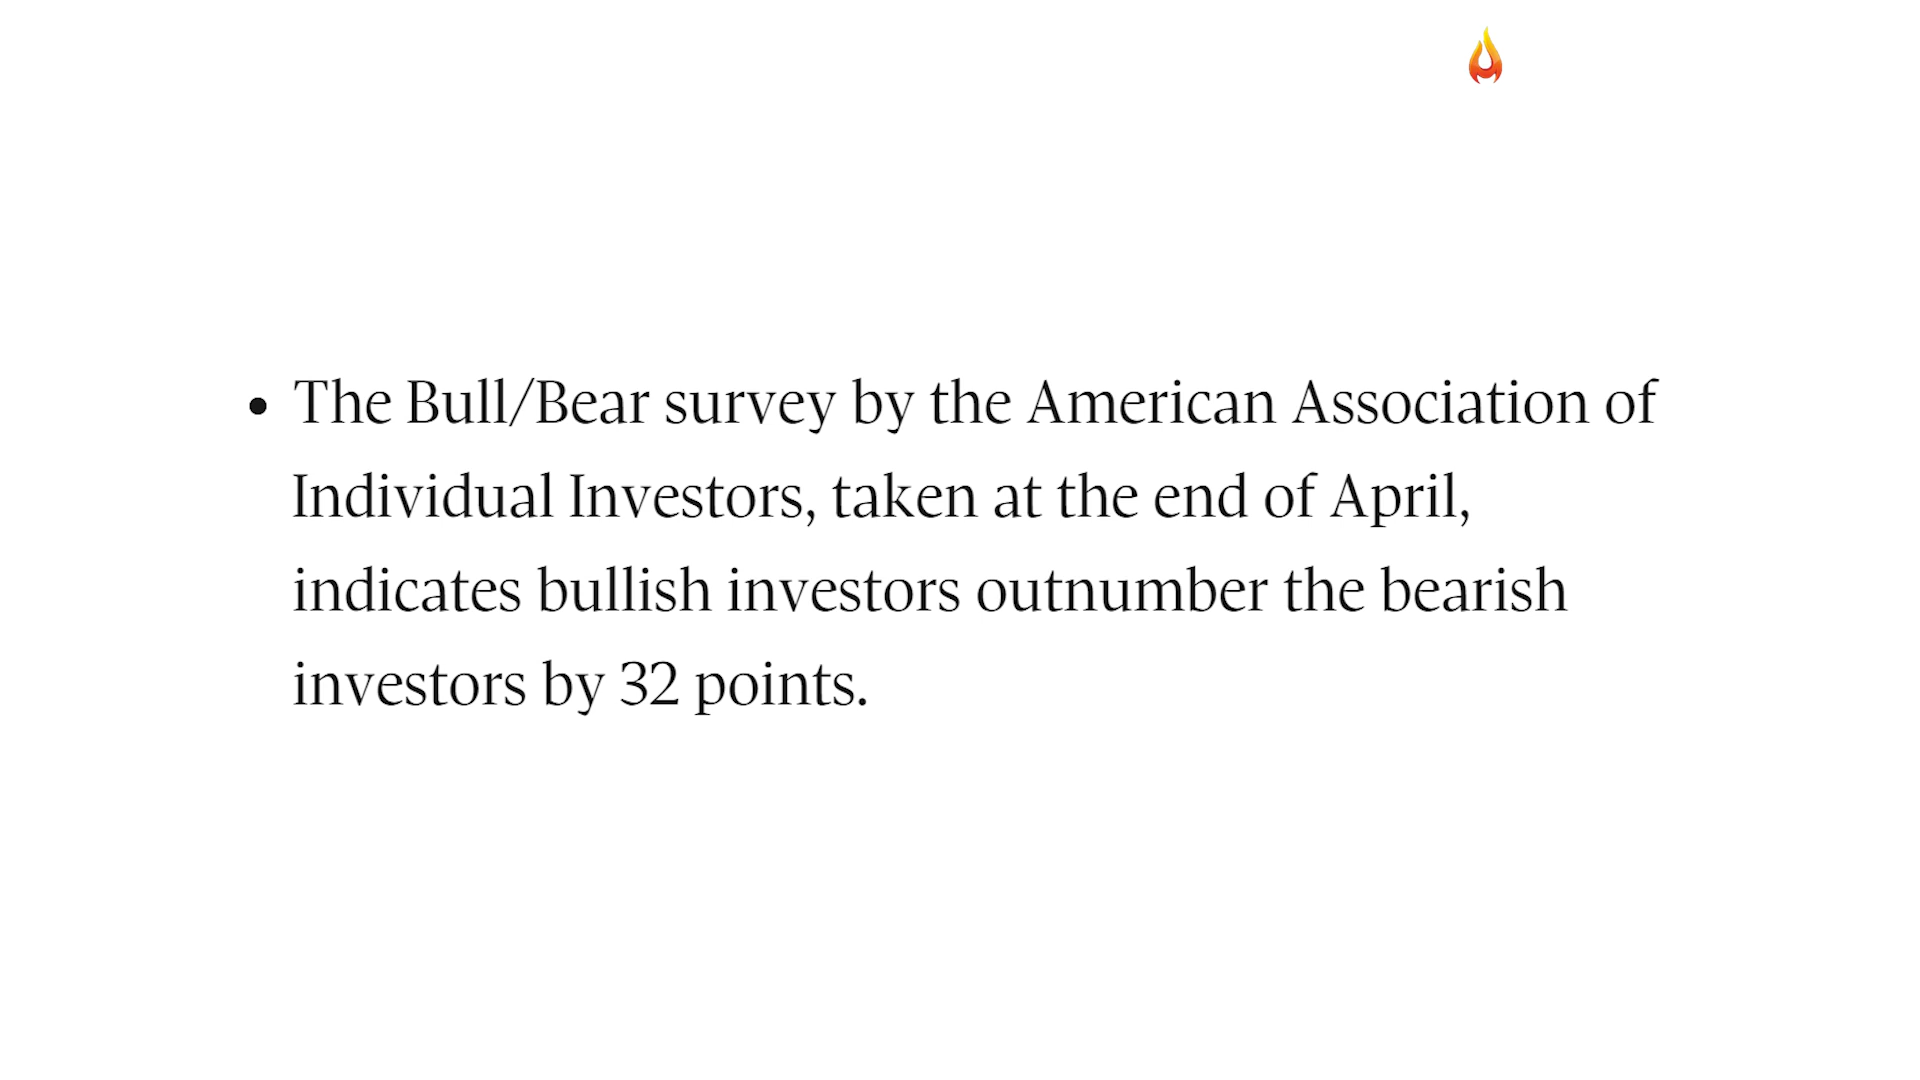 • The Bull/Bear survey by the American Association of
Individual Investors, taken at the end of April,
indicates bullish investors outnumber the bearish
investors by 32 points.